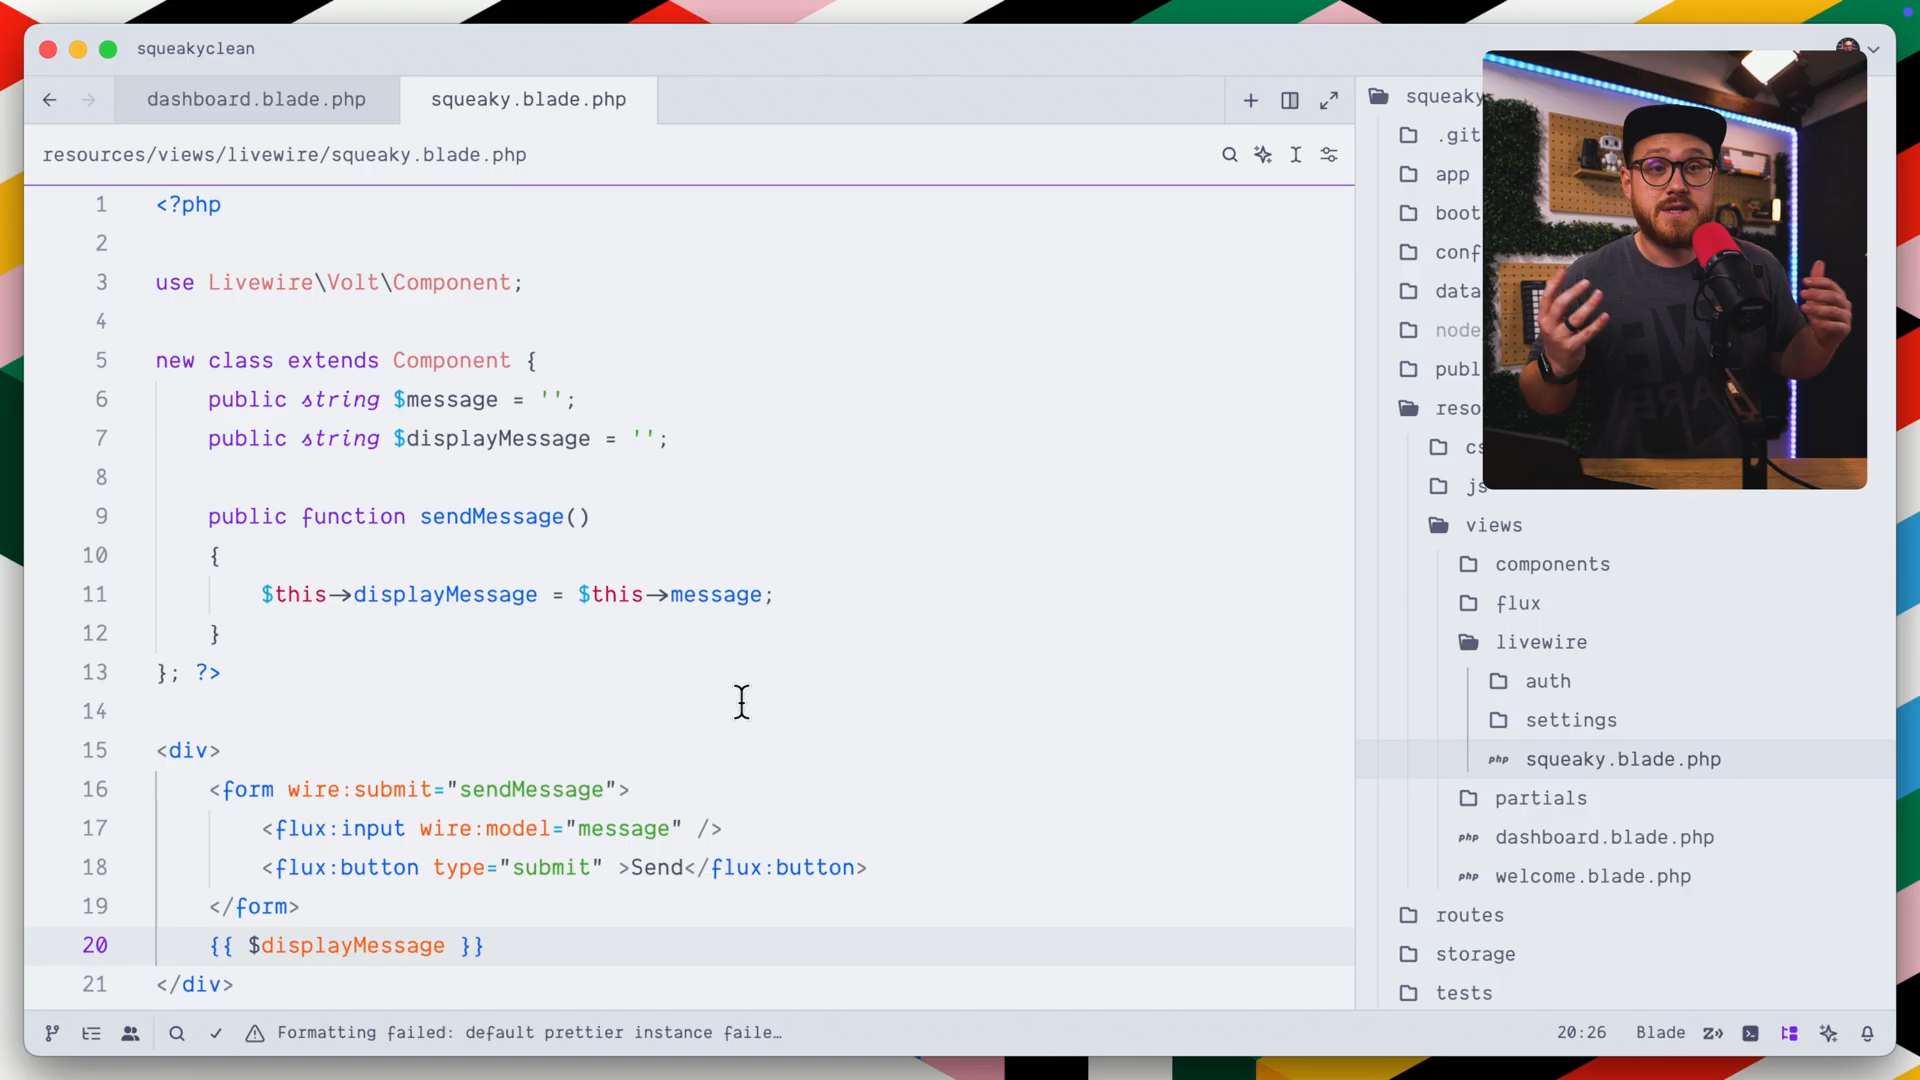 squeakyclean
dashboard.blade.php
squeaky.blade.php
resources/views/livewire/squeaky.blade.php
1 <?php
2
3 use Livewire\Volt\Component;
4
5 new class extends Component {
6 public string $message = '';
7 public string $displayMessage = '';
8
9 public function sendMessage()
10 {
11 $this->displayMessage = $this->message;
12 }
13 }; ?>
14
15 <div>
16 <form wire:submit="sendMessage">
17 <flux:input wire:model="message" />
18 <flux:button type="submit" >Send</flux:button>
19 </form>
20 {{ $displayMessage }}
21 </div>
squeaky
.git
app
boot
conf
data
node
publ
reso
cs
js
views
components
flux
livewire
auth
settings
php squeaky.blade.php
partials
php dashboard.blade.php
php welcome.blade.php
routes
storage
tests
Formatting failed: default prettier instance faile…
20:26
Blade